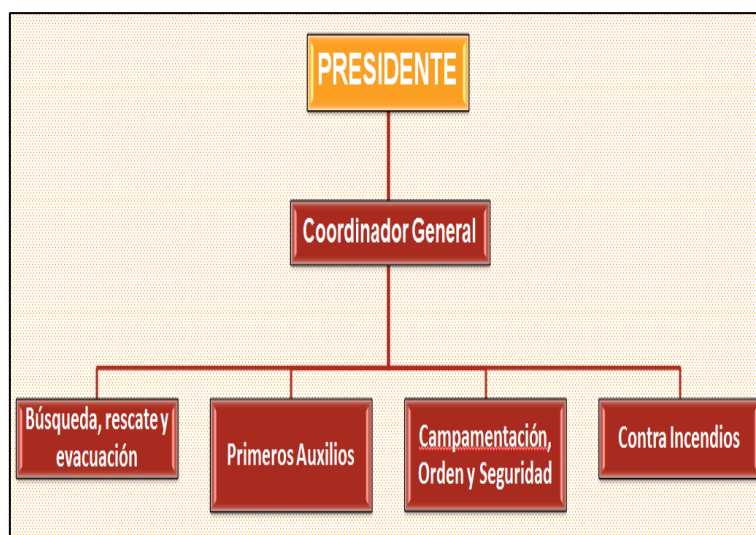 PRESIDENTE
Coordinador General
Búsqueda, rescate y
evacuación
Primeros Auxilios
Campamentación,
Orden y Seguridad
Contra Incendios